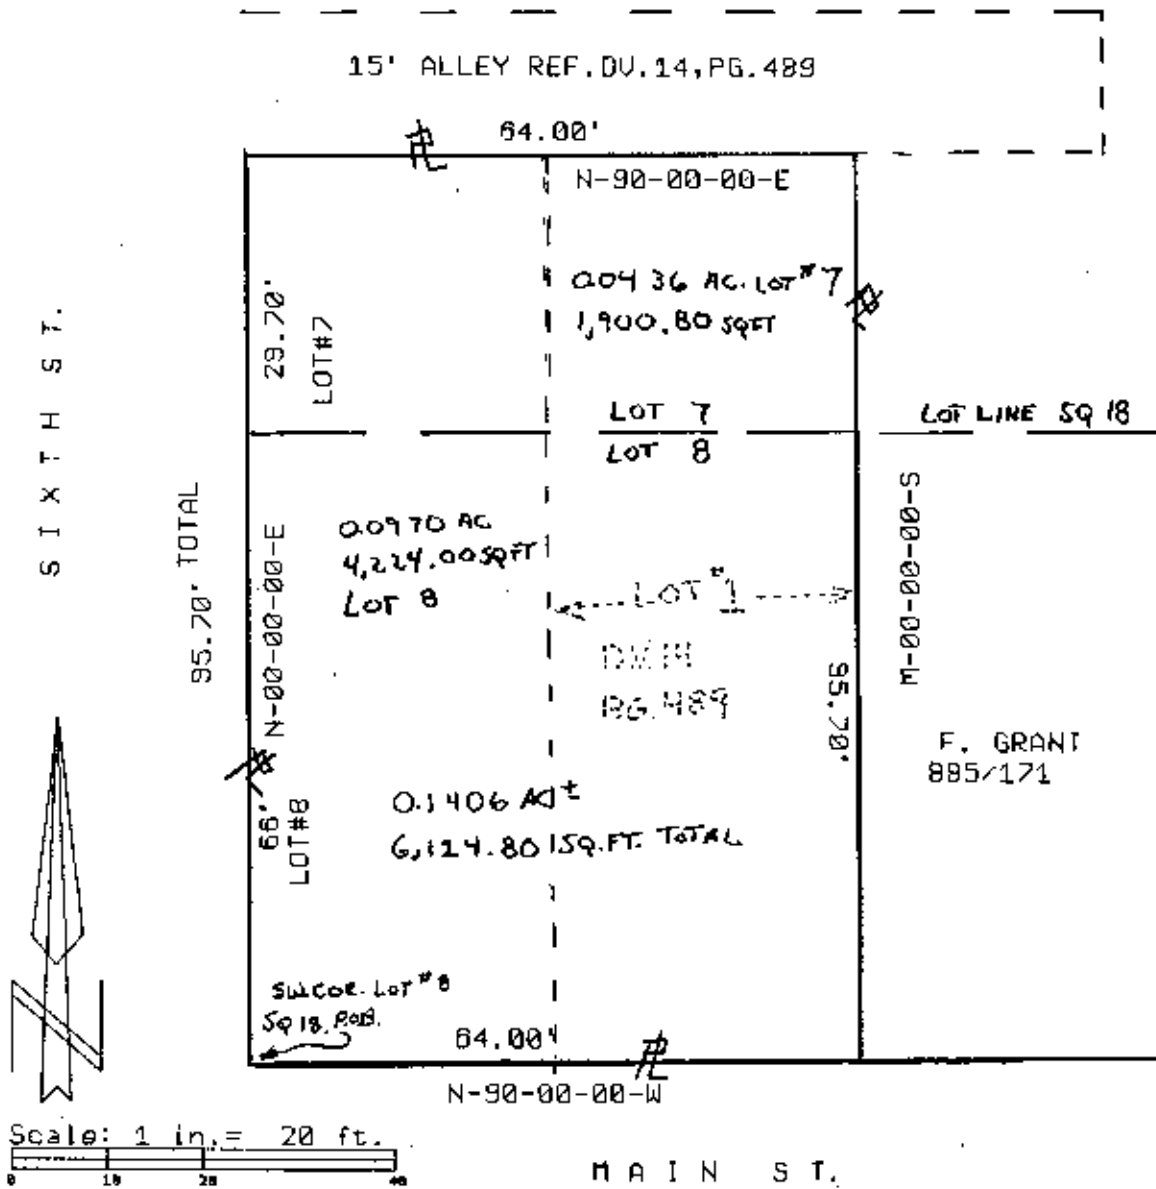 15' ALLEY REF.DV.14,PG.489
64.00'
N-90-00-00-E
0.0436 AC. LOT #7
1,900.80 SQFT
29.70'
LOT#7
SIXTH ST.
LOT 7
LOT 8
LOT LINE SQ 18
95.70' TOTAL
N-00-00-00-E
0.0970 AC
4,224.00 SQFT
LOT 8
LOT #1
DV.14
PG.489
95.70'
S-00-00-00-W
F. GRANT
885/171
66'
LOT#8
0.1406 AC ±
6,124.80 SQ.FT. TOTAL
SW COR. LOT #8
SQ 18. P.O.B.
64.00'
N-90-00-00-W
Scale: 1 in.= 20 ft.
0 10 20 40
MAIN ST.